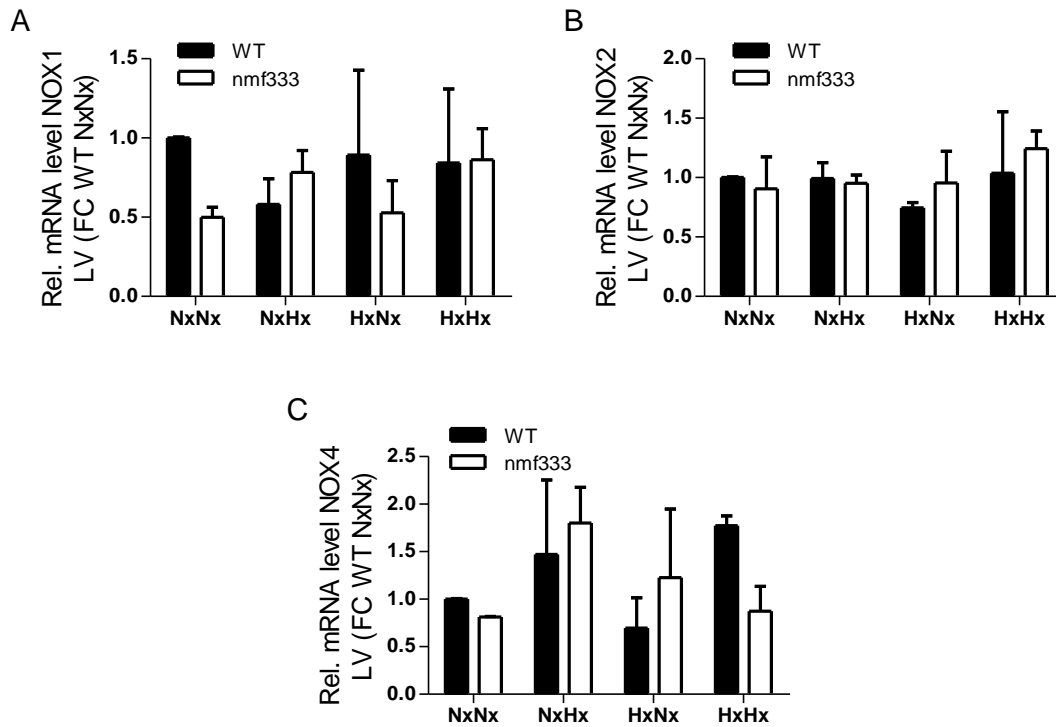 A
Rel. mRNA level NOX1
LV (FC WT NxNx)
WT
nmf333
1.5
1.0
0.5
0.0
NxNx NxHx HxNx HxHx
B
Rel. mRNA level NOX2
LV (FC WT NxNx)
WT
nmf333
2.0
1.5
1.0
0.5
0.0
NxNx NxHx HxNx HxHx
C
Rel. mRNA level NOX4
LV (FC WT NxNx)
WT
nmf333
2.5
2.0
1.5
1.0
0.5
0.0
NxNx NxHx HxNx HxHx